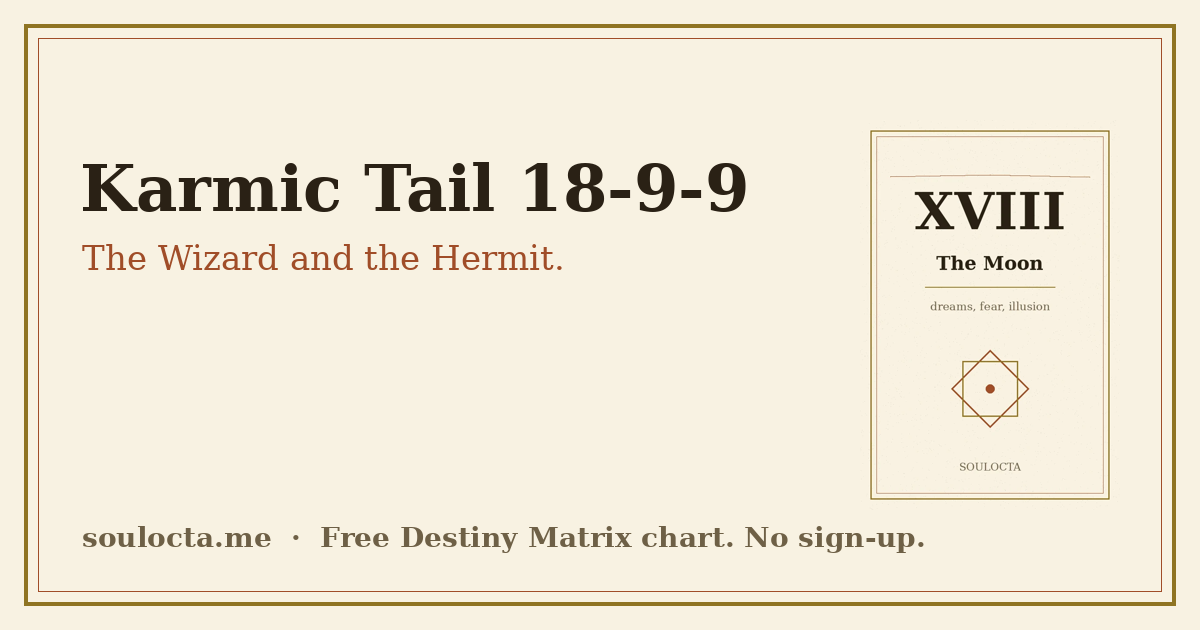 Karmic Tail 18-9-9
The Wizard and the Hermit.
XVIII
The Moon
dreams, fear, illusion
SOULOCTA
soulocta.me · Free Destiny Matrix chart. No sign-up.